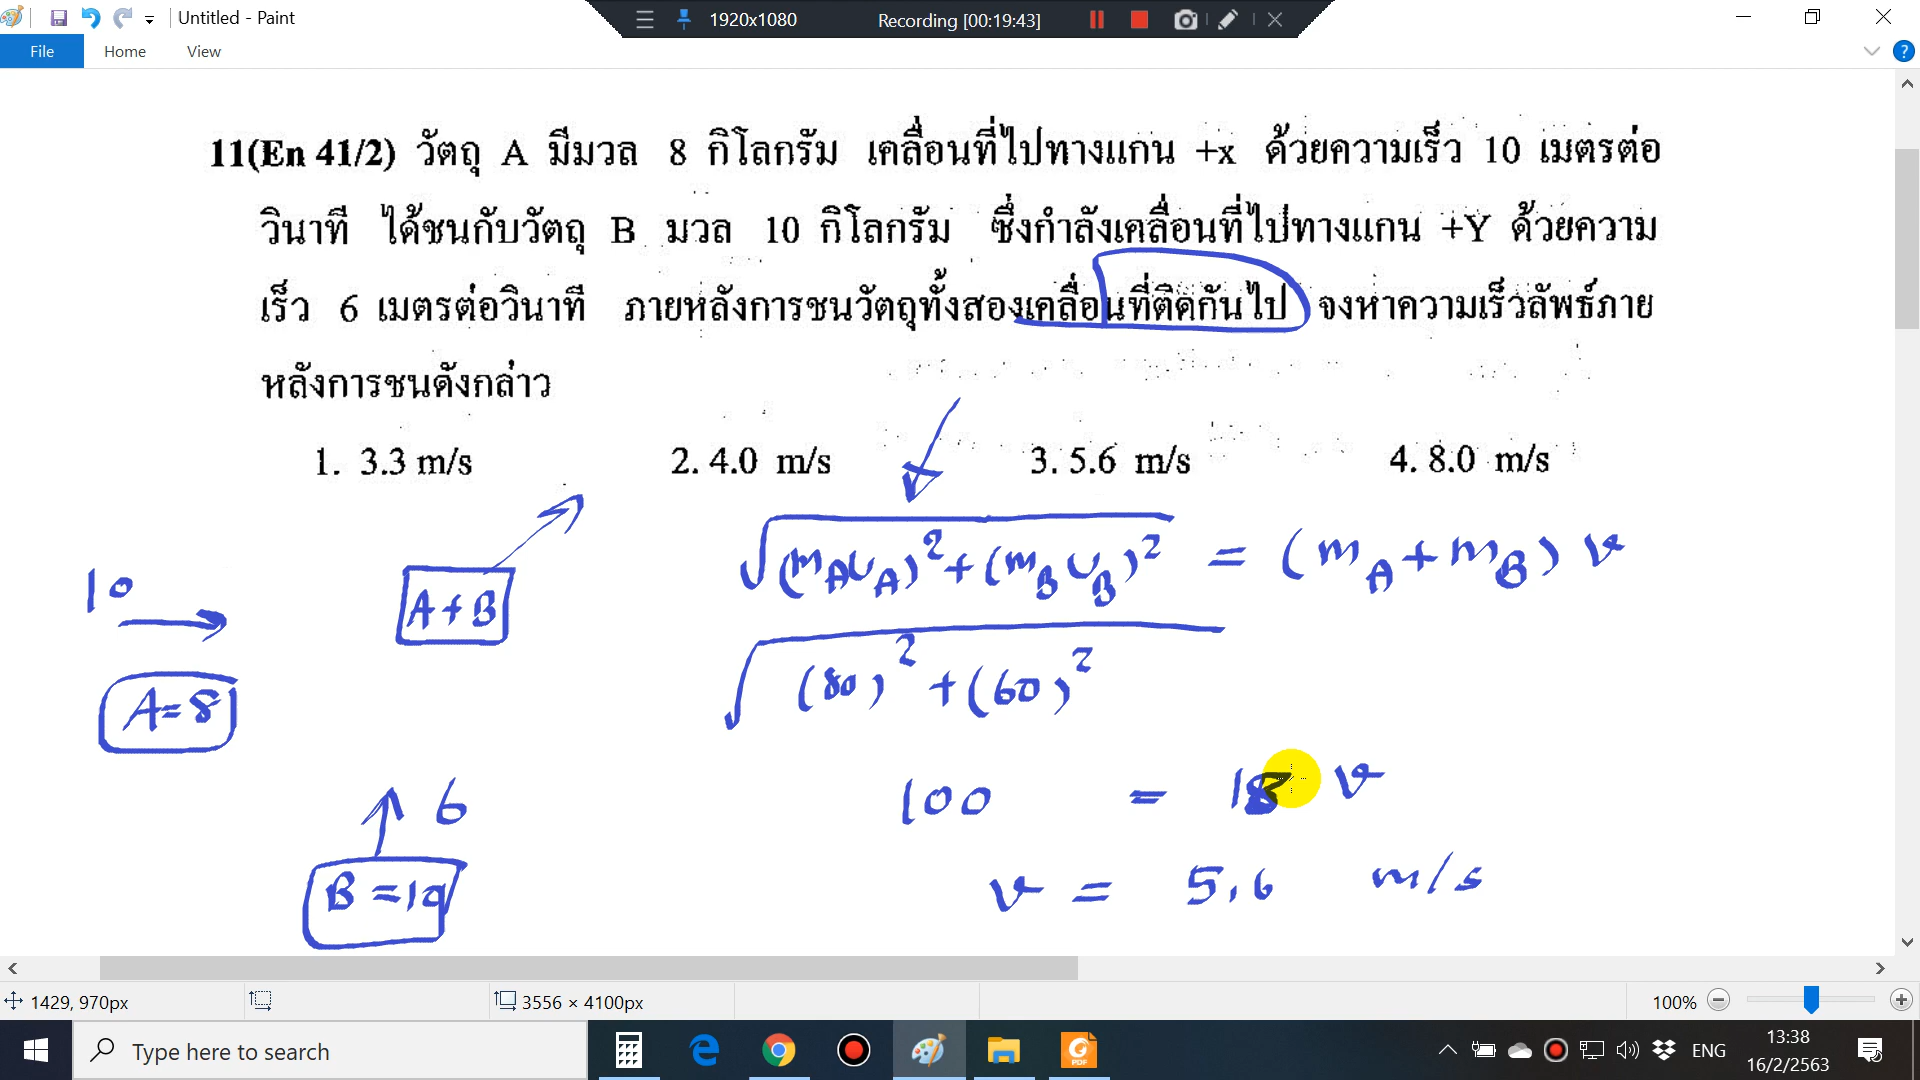 Untitled - Paint
1920x1080
Recording [00:19:43]
File
Home
View
11(En 41/2) วัตถุ A มีมวล 8 กิโลกรัม เคลื่อนที่ไปทางแกน +x ด้วยความเร็ว 10 เมตรต่อ
วินาที ได้ชนกับวัตถุ B มวล 10 กิโลกรัม ซึ่งกำลังเคลื่อนที่ไปทางแกน +Y ด้วยความ
เร็ว 6 เมตรต่อวินาที ภายหลังการชนวัตถุทั้งสองเคลื่อนที่ติดกันไป จงหาความเร็วลัพธ์ภาย
หลังการชนดังกล่าว
1. 3.3 m/s
2. 4.0 m/s
3. 5.6 m/s
4. 8.0 m/s
√(mAuA)² + (mBuB)² = (mA + mB) v
10
A + B
√(80)² + (60)²
A = 8
100 = 18 v
6
v = 5.6 m/s
B = 10
1429, 970px
3556 × 4100px
100%
Type here to search
ENG
13:38
16/2/2563